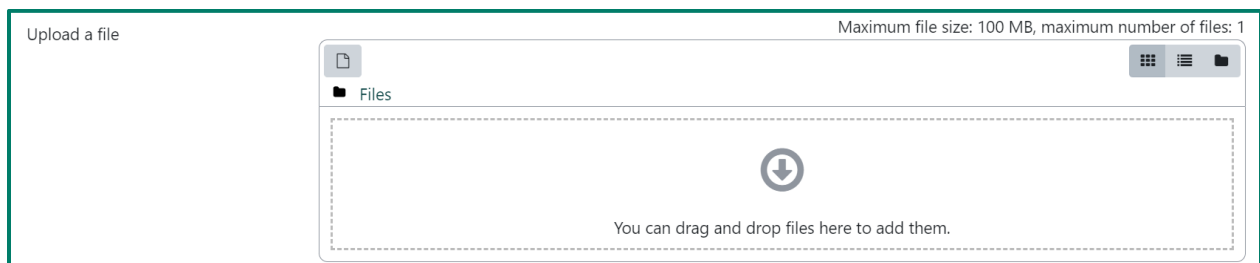 Upload a file
Maximum file size: 100 MB, maximum number of files: 1
Files
You can drag and drop files here to add them.